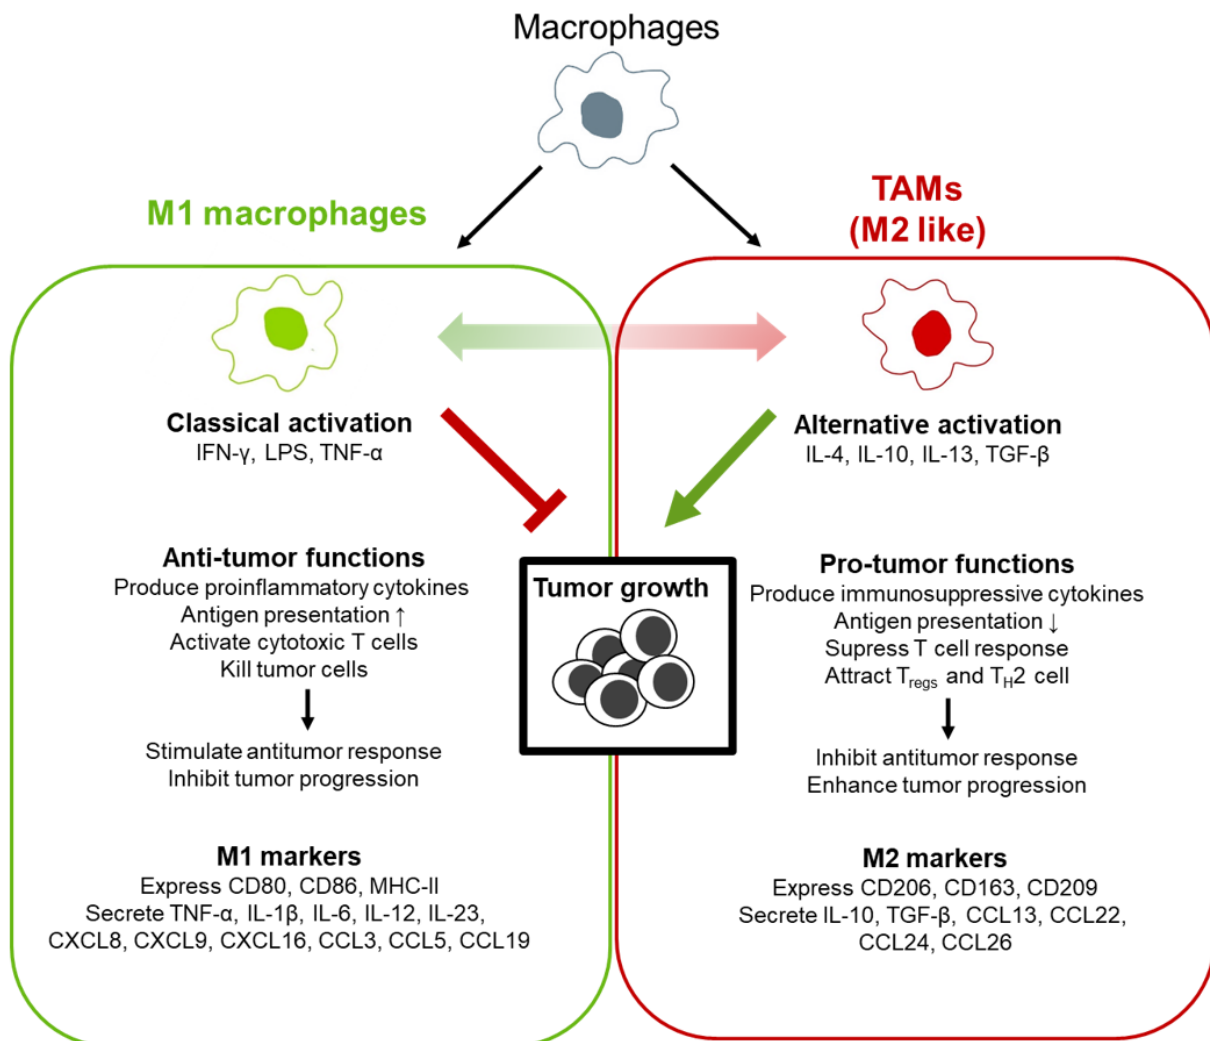 Macrophages
M1 macrophages
TAMs
(M2 like)
Classical activation
IFN-γ, LPS, TNF-α
Alternative activation
IL-4, IL-10, IL-13, TGF-β
Anti-tumor functions
Produce proinflammatory cytokines
Antigen presentation ↑
Activate cytotoxic T cells
Kill tumor cells
Stimulate antitumor response
Inhibit tumor progression
Tumor growth
Pro-tumor functions
Produce immunosuppressive cytokines
Antigen presentation ↓
Supress T cell response
Attract Tregs and TH2 cell
Inhibit antitumor response
Enhance tumor progression
M1 markers
Express CD80, CD86, MHC-II
Secrete TNF-α, IL-1β, IL-6, IL-12, IL-23,
CXCL8, CXCL9, CXCL16, CCL3, CCL5, CCL19
M2 markers
Express CD206, CD163, CD209
Secrete IL-10, TGF-β, CCL13, CCL22,
CCL24, CCL26